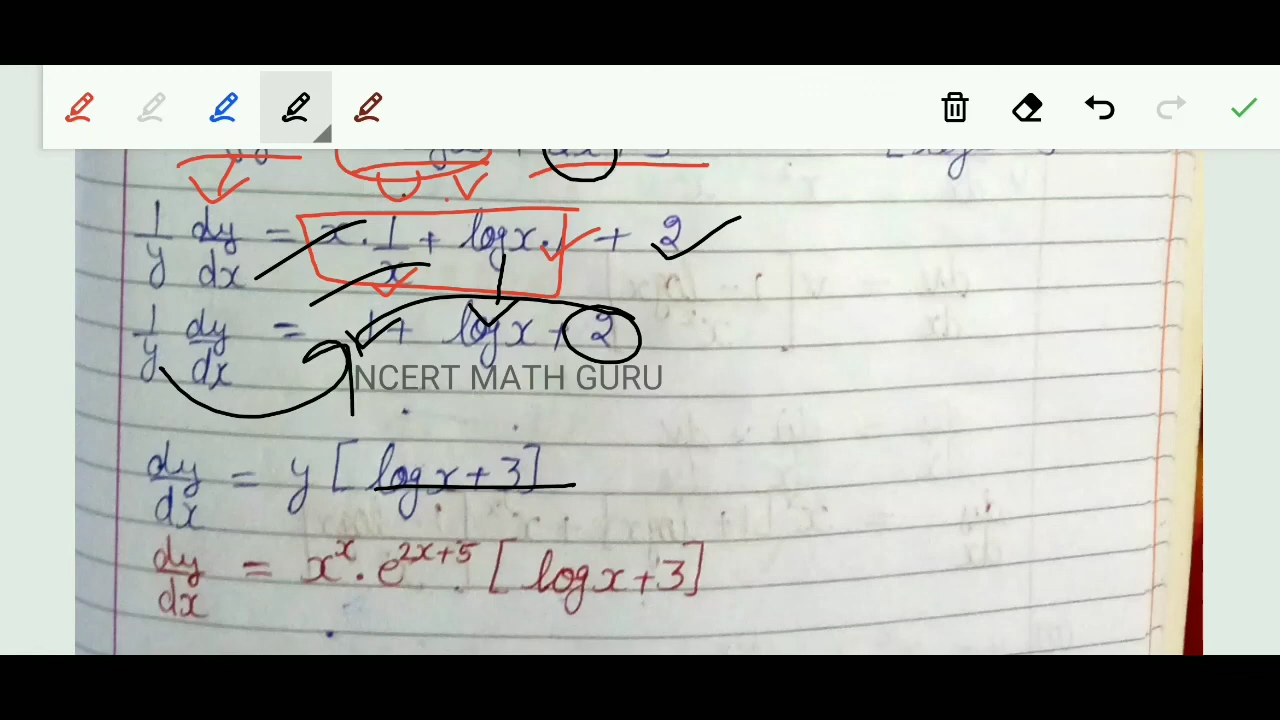 1/y dy/dx = x . 1/x + log x . 1 + 2
1/y dy/dx = 1 + log x + 2
NCERT MATH GURU
dy/dx = y [ log x + 3 ]
dy/dx = x^x . e^(2x+5) [ log x + 3 ]